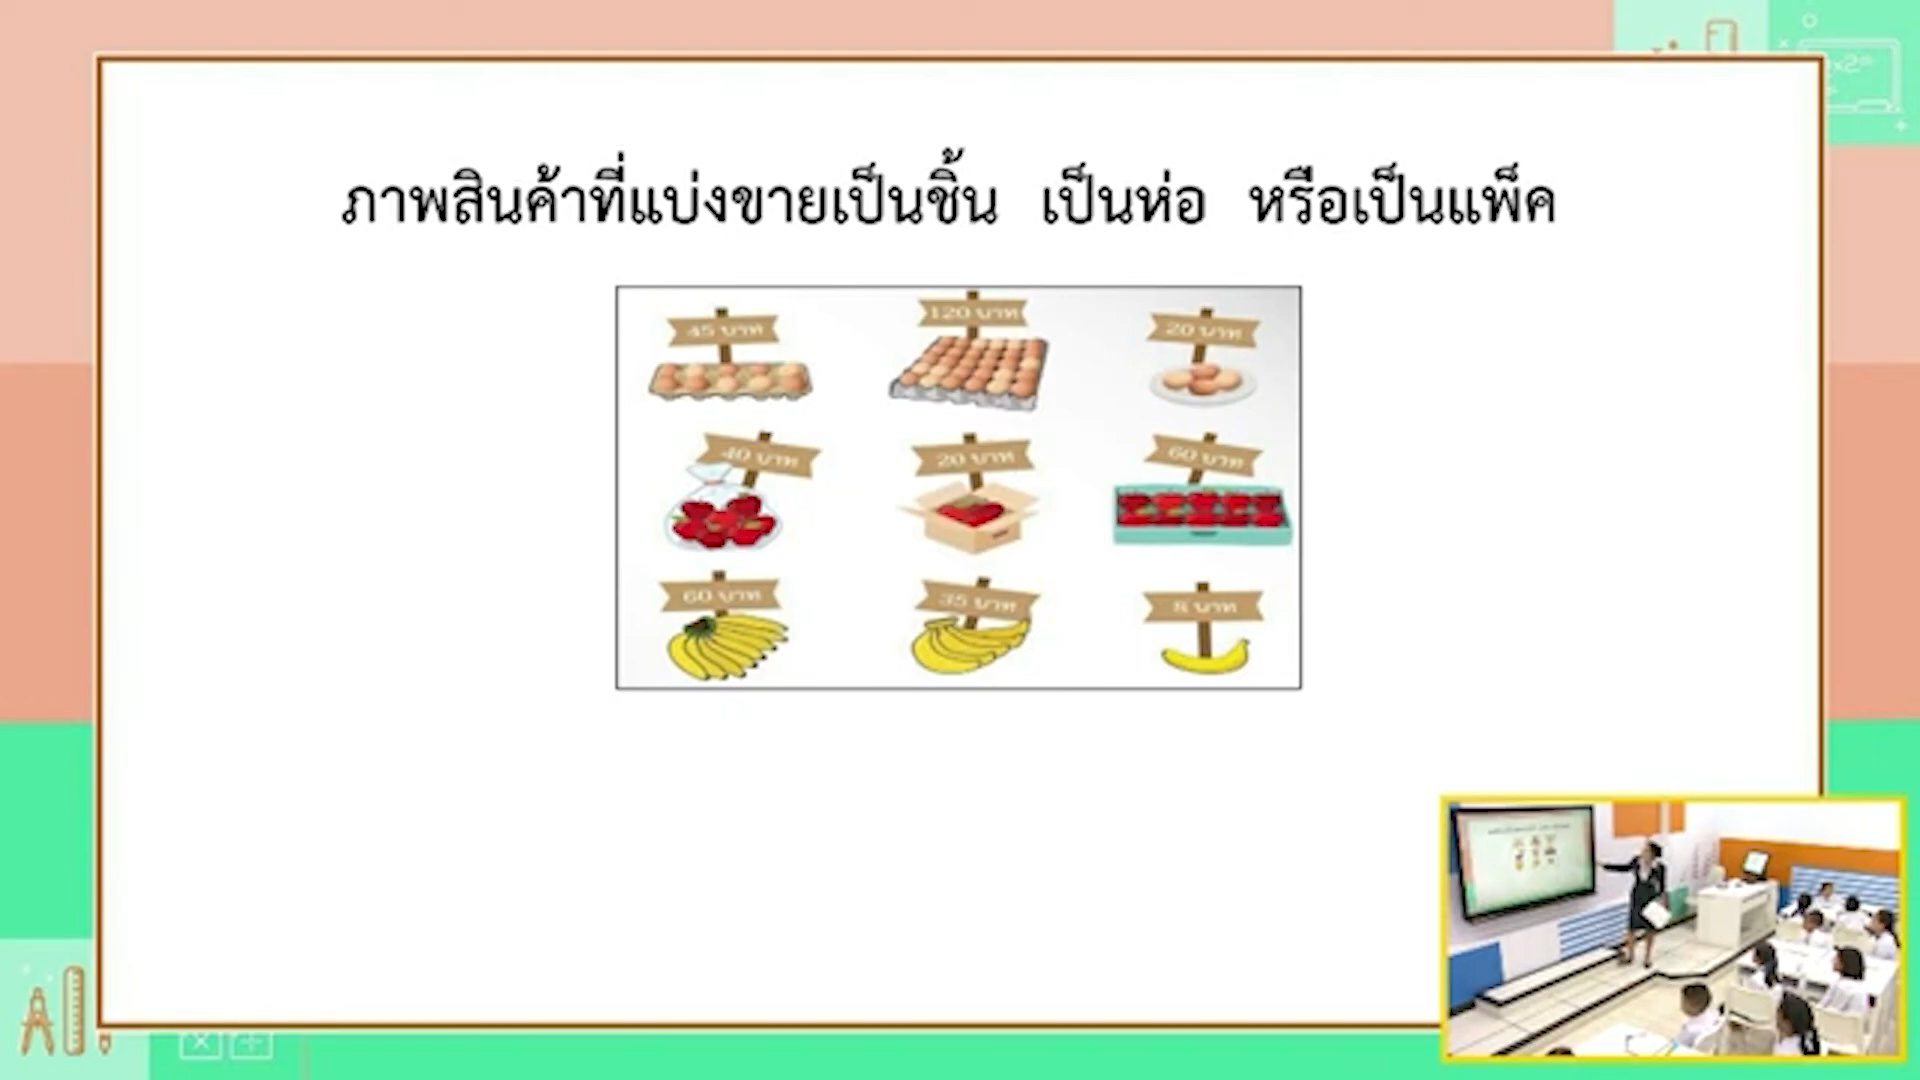 ภาพสินค้าที่แบ่งขายเป็นชิ้น เป็นห่อ หรือเป็นแพ็ค
45 บาท
120 บาท
20 บาท
40 บาท
20 บาท
60 บาท
60 บาท
35 บาท
8 บาท